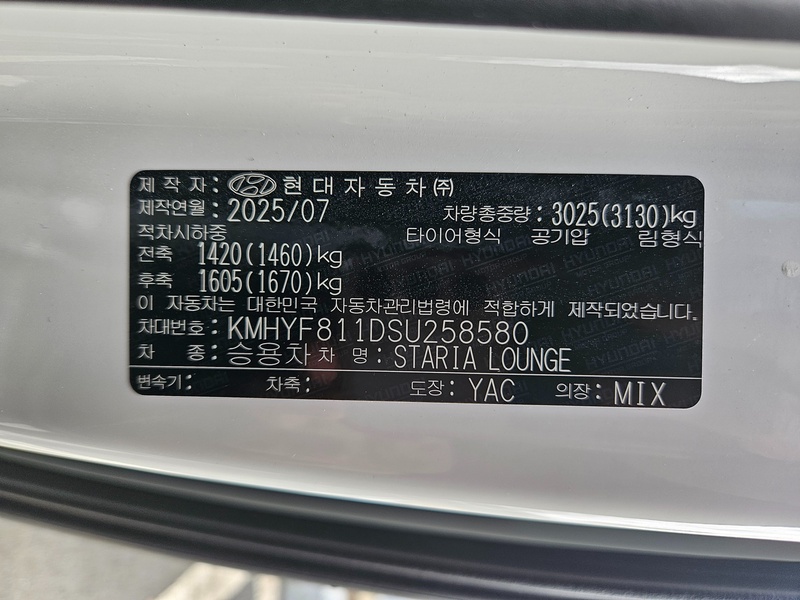 제 작 자 : 현대자동차㈜
제작연월 : 2025/07 차량총중량 : 3025(3130)kg
적차시하중 타이어형식 공기압 림형식
전축 1420(1460)kg
후축 1605(1670)kg
이 자동차는 대한민국 자동차관리법령에 적합하게 제작되었습니다.
차대번호 : KMHYF811DSU258580
차 종 : 승용차 차 명 : STARIA LOUNGE
변속기 : 차축 : 도장 : YAC 의장 : MIX